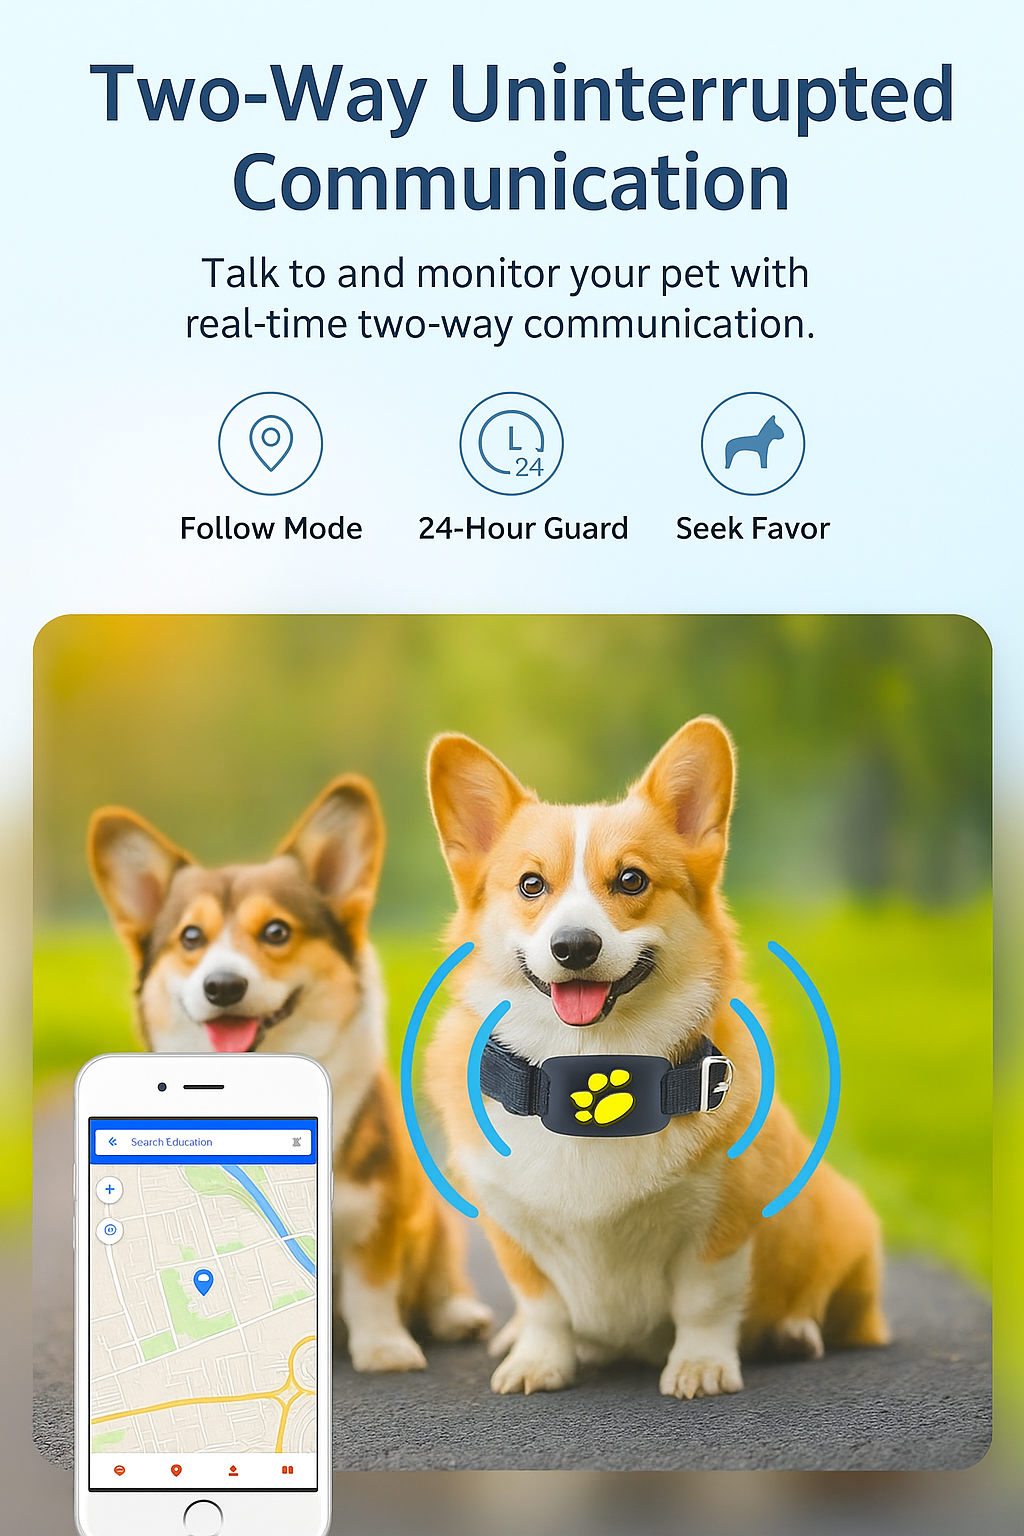 Two-Way Uninterrupted
Communication
Talk to and monitor your pet with
real-time two-way communication.
24
Follow Mode
24-Hour Guard
Seek Favor
Search Education